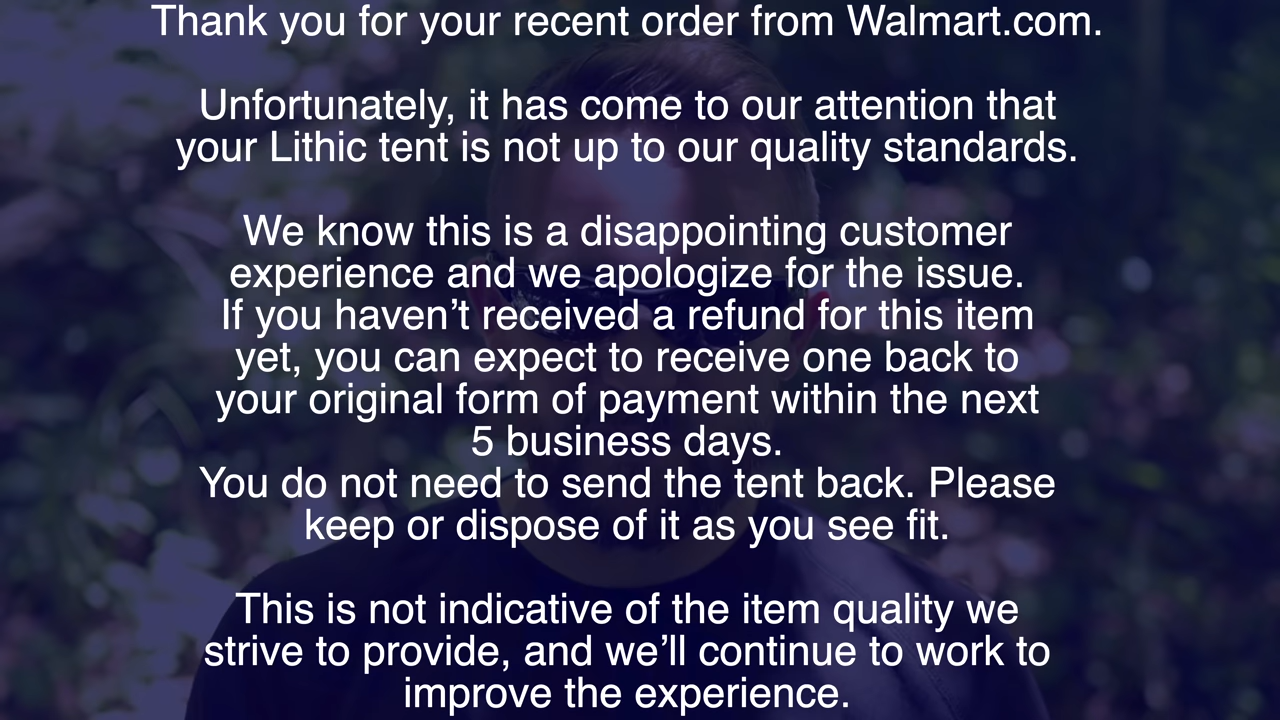 Thank you for your recent order from Walmart.com.
Unfortunately, it has come to our attention that
your Lithic tent is not up to our quality standards.
We know this is a disappointing customer
experience and we apologize for the issue.
If you haven’t received a refund for this item
yet, you can expect to receive one back to
your original form of payment within the next
5 business days.
You do not need to send the tent back. Please
keep or dispose of it as you see fit.
This is not indicative of the item quality we
strive to provide, and we’ll continue to work to
improve the experience.